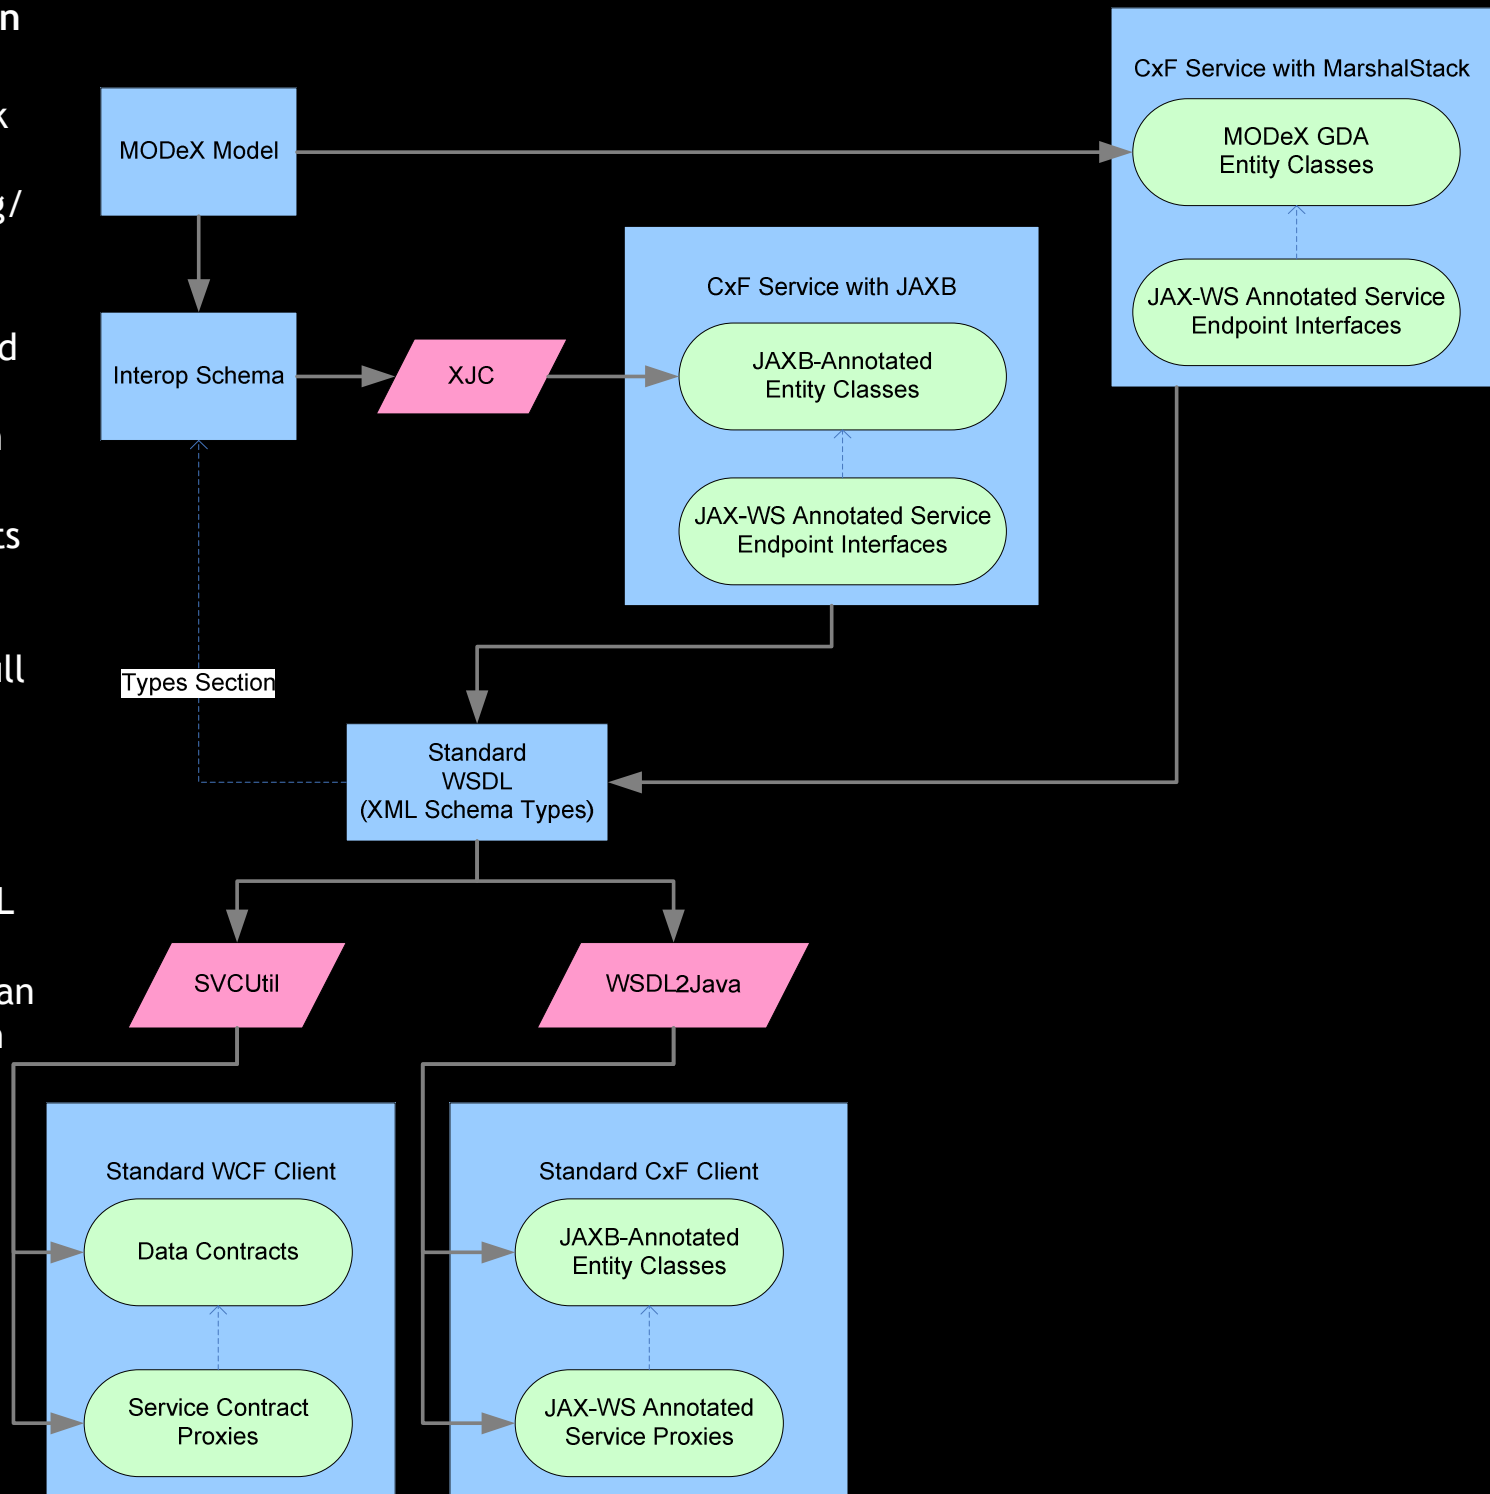 n
k
g/
d
n
ts
ull
L
an
n
CxF Service with MarshalStack
MODeX GDA
Entity Classes
JAX-WS Annotated Service
Endpoint Interfaces
MODeX Model
CxF Service with JAXB
JAXB-Annotated
Entity Classes
JAX-WS Annotated Service
Endpoint Interfaces
Interop Schema
XJC
Types Section
Standard
WSDL
(XML Schema Types)
SVCUtil
WSDL2Java
Standard WCF Client
Data Contracts
Service Contract
Proxies
Standard CxF Client
JAXB-Annotated
Entity Classes
JAX-WS Annotated
Service Proxies